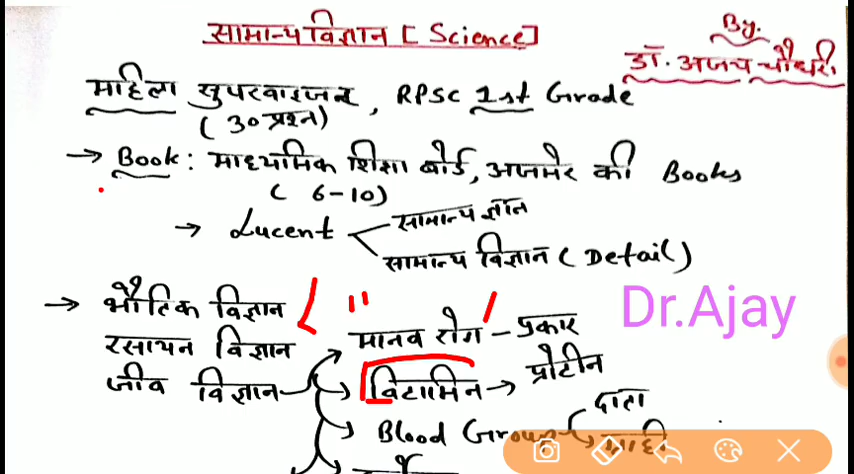 सामान्य विज्ञान [ Science ]
By.
डॉ. अजय चौधरी.
महिला सुपरवाइजर, RPSC 1st Grade
( 30 प्रश्न )
→ Book : माध्यमिक शिक्षा बोर्ड, अजमेर की Books
( 6-10 )
→ Lucent सामान्य ज्ञान
सामान्य विज्ञान ( Detail )
→ भौतिक विज्ञान
Dr.Ajay
रसायन विज्ञान मानव रोग - प्रकार
जीव विज्ञान विटामिन → प्रोटीन
Blood Group दाता